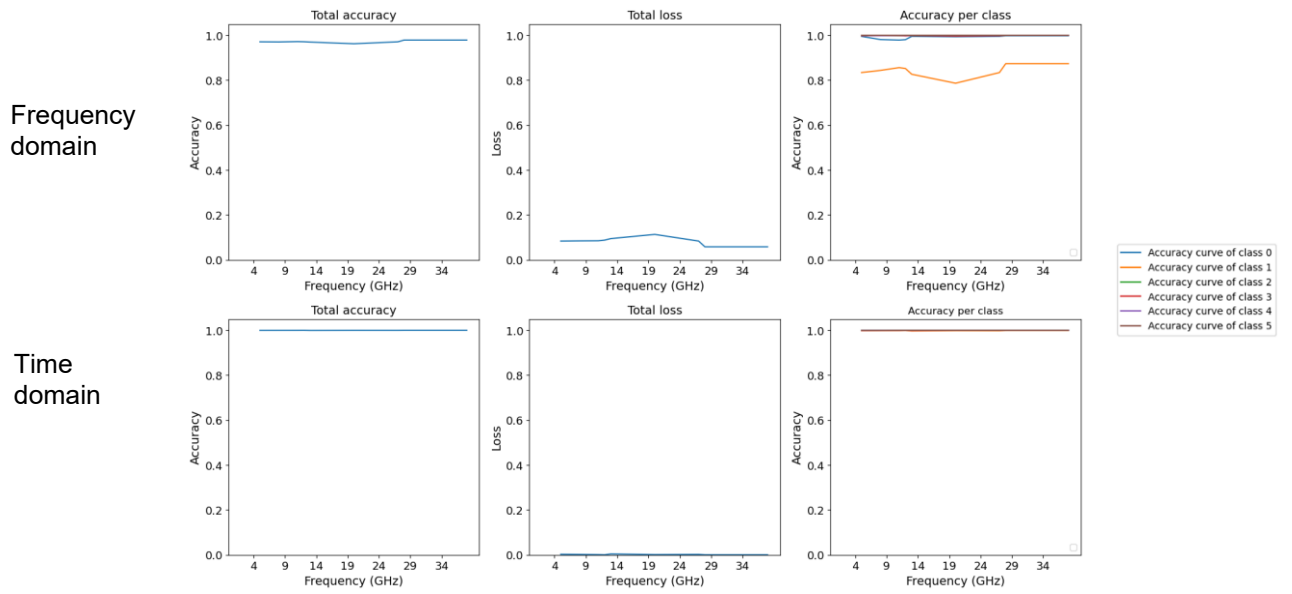 Frequency
domain
Total accuracy
Accuracy
1.0
0.8
0.6
0.4
0.2
0.0
4 9 14 19 24 29 34
Frequency (GHz)
Total loss
Loss
1.0
0.8
0.6
0.4
0.2
0.0
4 9 14 19 24 29 34
Frequency (GHz)
Accuracy per class
Accuracy
1.0
0.8
0.6
0.4
0.2
0.0
4 9 14 19 24 29 34
Frequency (GHz)
Accuracy curve of class 0
Accuracy curve of class 1
Accuracy curve of class 2
Accuracy curve of class 3
Accuracy curve of class 4
Accuracy curve of class 5
Time
domain
Total accuracy
Accuracy
1.0
0.8
0.6
0.4
0.2
0.0
4 9 14 19 24 29 34
Frequency (GHz)
Total loss
Loss
1.0
0.8
0.6
0.4
0.2
0.0
4 9 14 19 24 29 34
Frequency (GHz)
Accuracy per class
Accuracy
1.0
0.8
0.6
0.4
0.2
0.0
4 9 14 19 24 29 34
Frequency (GHz)